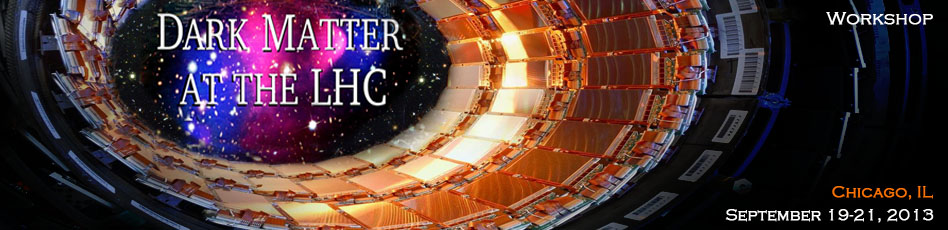 DARK MATTER
AT THE LHC
WORKSHOP
CHICAGO, IL
SEPTEMBER 19-21, 2013